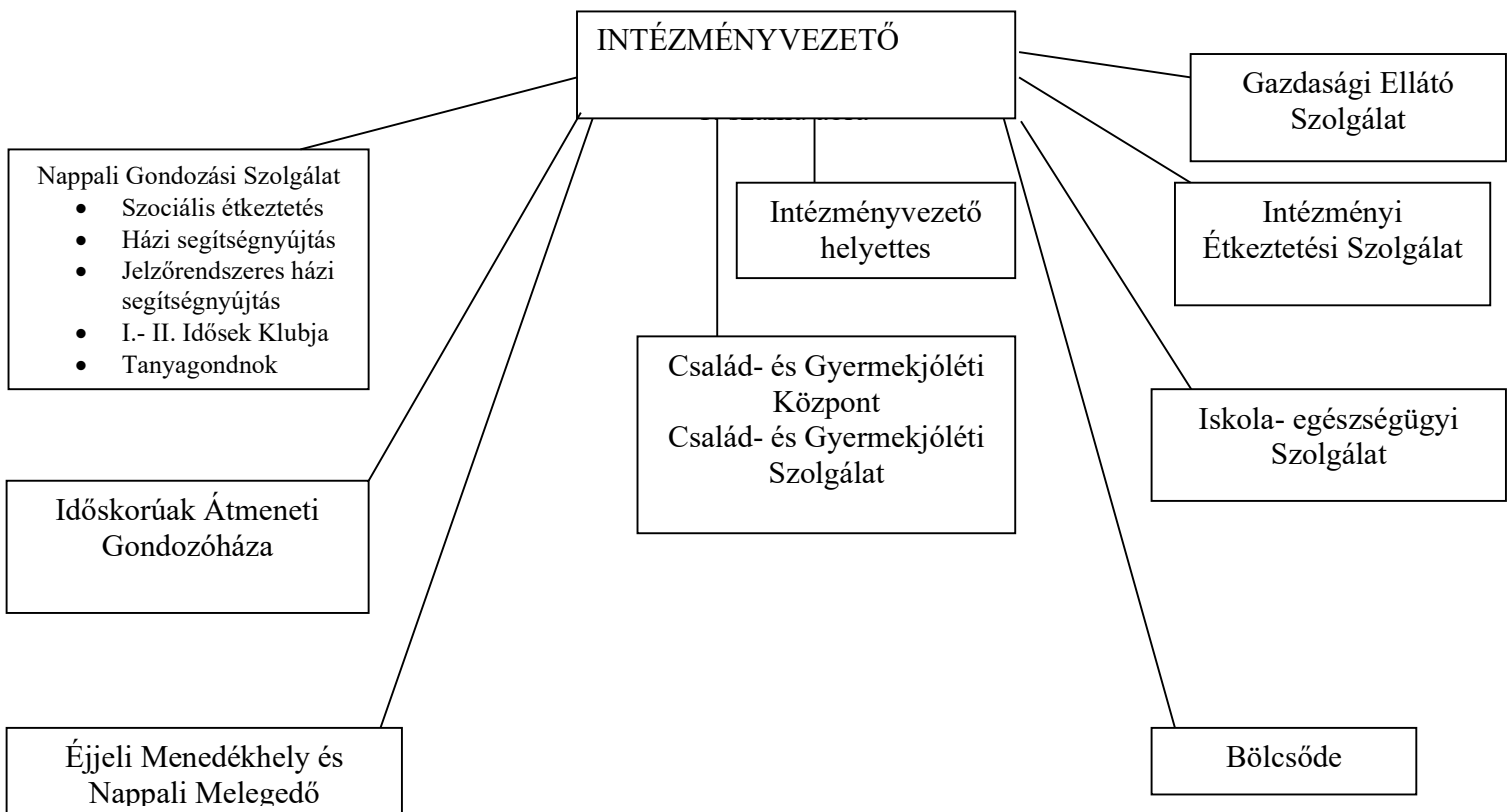 INTÉZMÉNYVEZETŐ
Gazdasági Ellátó
Szolgálat
Nappali Gondozási Szolgálat
• Szociális étkeztetés
• Házi segítségnyújtás
• Jelzőrendszeres házi
segítségnyújtás
• I.- II. Idősek Klubja
• Tanyagondnok
Intézményvezető
helyettes
Intézményi
Étkeztetési Szolgálat
Család- és Gyermekjóléti
Központ
Család- és Gyermekjóléti
Szolgálat
Iskola- egészségügyi
Szolgálat
Időskorúak Átmeneti
Gondozóháza
Éjjeli Menedékhely és
Nappali Melegedő
Bölcsőde